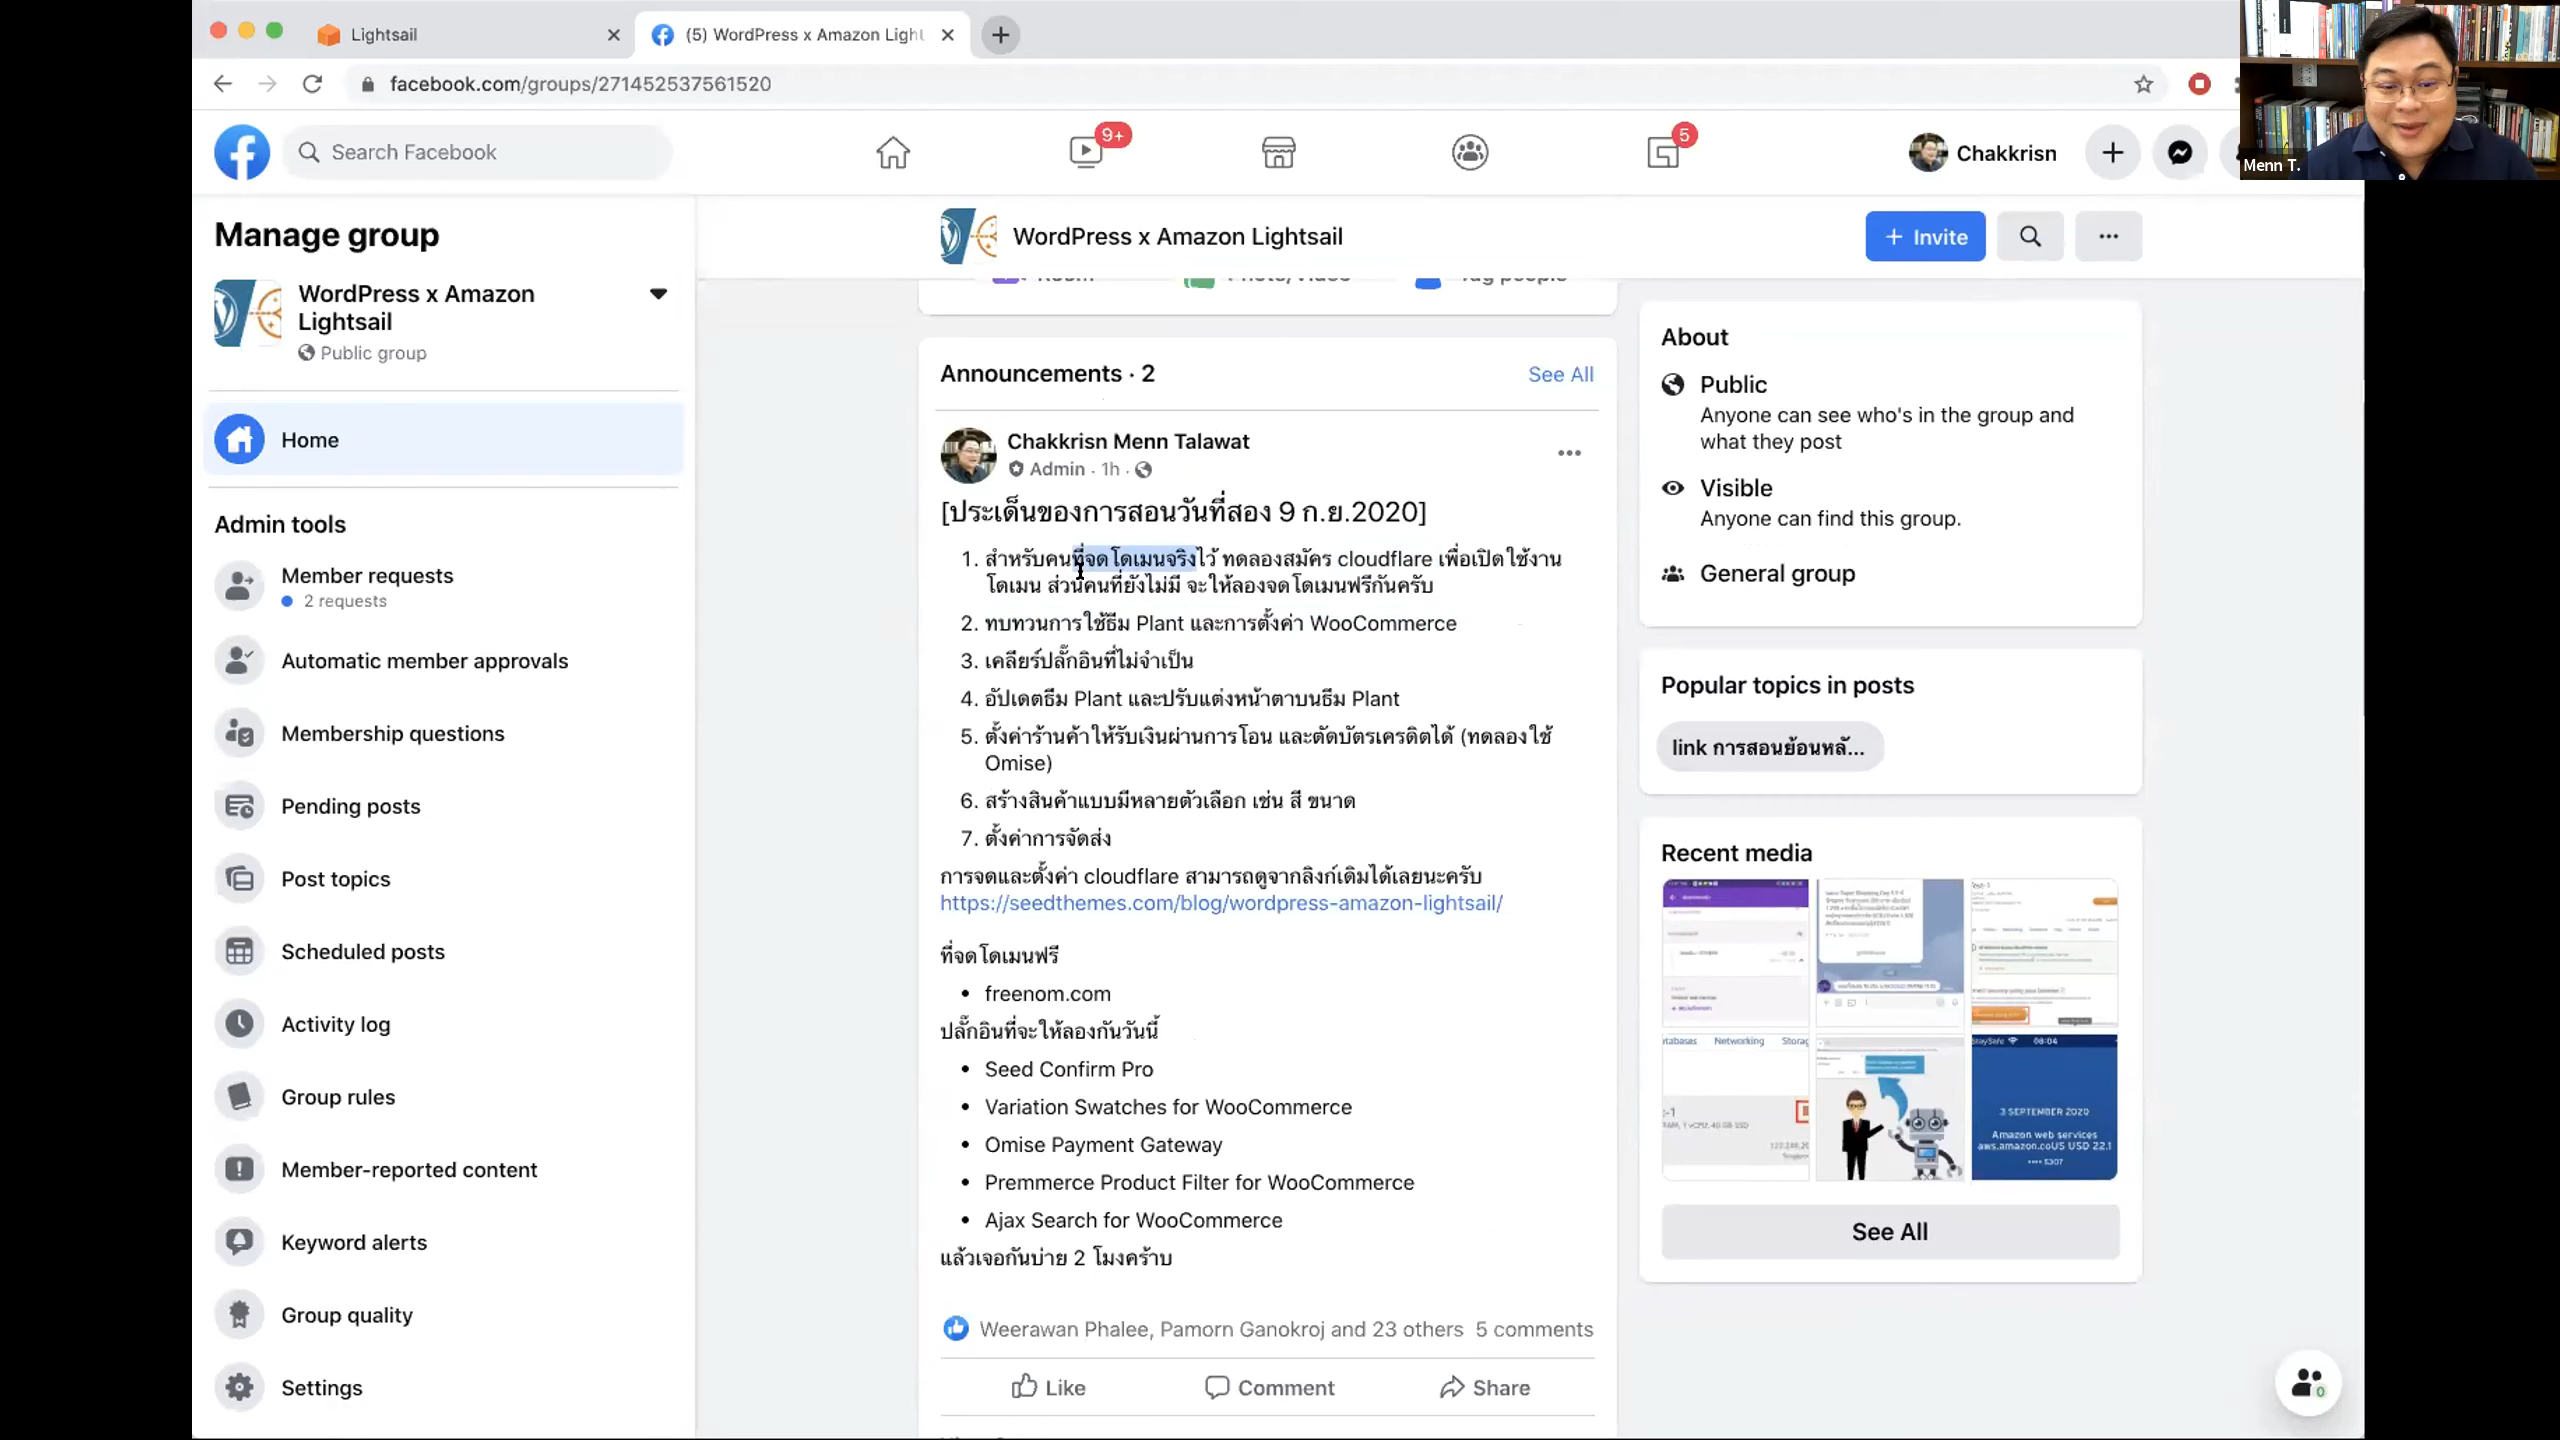 Lightsail
(5) WordPress x Amazon Light
facebook.com/groups/271452537561520
Search Facebook
9+
5
Chakkrisn
Menn T.
Manage group
WordPress x Amazon
Lightsail
Public group
Home
Admin tools
Member requests
2 requests
Automatic member approvals
Membership questions
Pending posts
Post topics
Scheduled posts
Activity log
Group rules
Member-reported content
Keyword alerts
Group quality
Settings
WordPress x Amazon Lightsail
+ Invite
Tag people
Announcements · 2
See All
Chakkrisn Menn Talawat
Admin · 1h ·
[ประเด็นของการสอนวันที่สอง 9 ก.ย.2020]
1. สำหรับคนที่จดโดเมนจริงไว้ ทดลองสมัคร cloudflare เพื่อเปิดใช้งาน
โดเมน ส่วนคนที่ยังไม่มี จะให้ลองจดโดเมนฟรีกันครับ
2. ทบทวนการใช้ธีม Plant และการตั้งค่า WooCommerce
3. เคลียร์ปลั๊กอินที่ไม่จำเป็น
4. อัปเดตธีม Plant และปรับแต่งหน้าตาบนธีม Plant
5. ตั้งค่าร้านค้าให้รับเงินผ่านการโอน และตัดบัตรเครดิตได้ (ทดลองใช้
Omise)
6. สร้างสินค้าแบบมีหลายตัวเลือก เช่น สี ขนาด
7. ตั้งค่าการจัดส่ง
การจดและตั้งค่า cloudflare สามารถดูจากลิงก์เดิมได้เลยนะครับ
https://seedthemes.com/blog/wordpress-amazon-lightsail/
ที่จดโดเมนฟรี
• freenom.com
ปลั๊กอินที่จะให้ลองกันวันนี้
• Seed Confirm Pro
• Variation Swatches for WooCommerce
• Omise Payment Gateway
• Premmerce Product Filter for WooCommerce
• Ajax Search for WooCommerce
แล้วเจอกันบ่าย 2 โมงคร้าบ
Weerawan Phalee, Pamorn Ganokroj and 23 others
5 comments
Like
Comment
Share
About
Public
Anyone can see who's in the group and
what they post
Visible
Anyone can find this group.
General group
Popular topics in posts
link การสอนย้อนหลั...
Recent media
Networking
3 SEPTEMBER 2020
Amazon web services
aws.amazon.coUS USD 22.1
See All
0